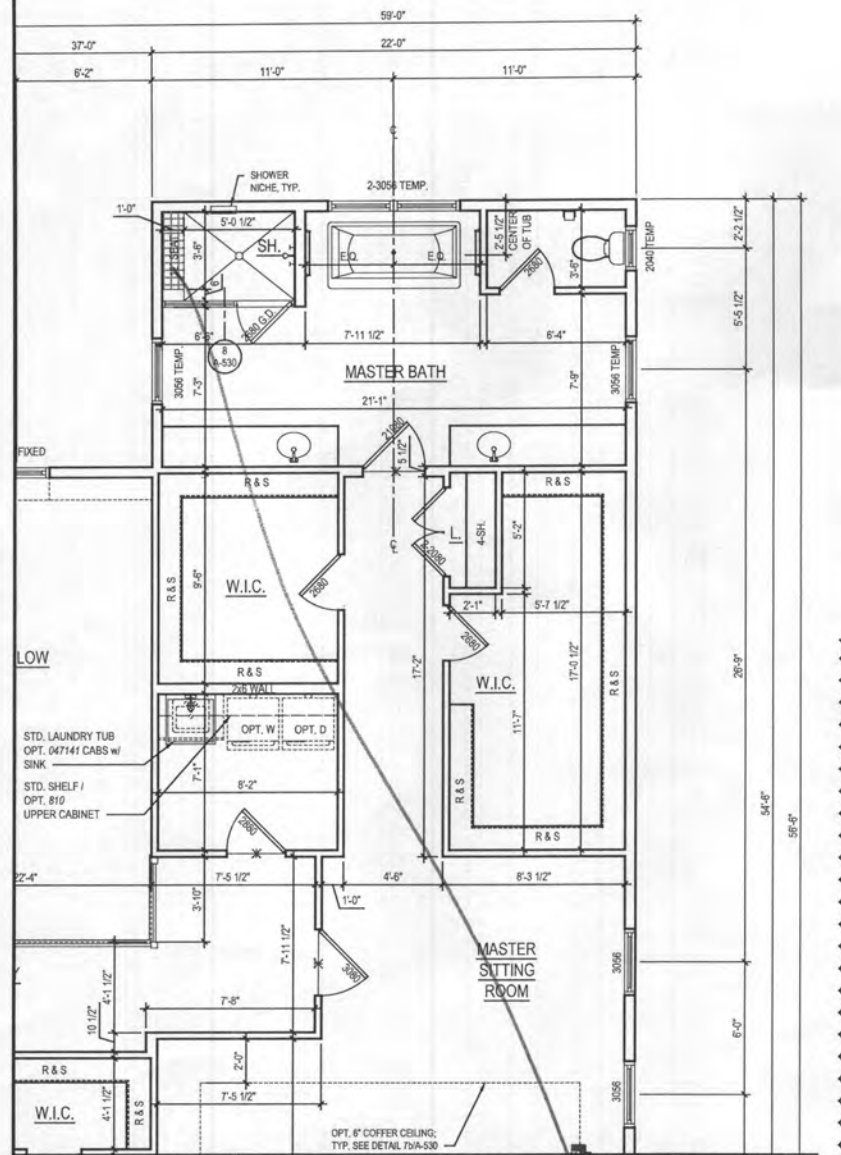 59'-0"
37'-0"
22'-0"
6'-2"
11'-0"
11'-0"
SHOWER
NICHE, TYP.
2-3056 TEMP.
1'-0"
5'-0 1/2"
SEAT
3'-6"
SH.
E.Q.
E.Q.
2'-5 1/2"
CENTER
OF TUB
2680
3'-6"
2040 TEMP
2'-2 1/2"
5'-5 1/2"
6"
2680 G.D.
7'-11 1/2"
6'-4"
8
A-530
3056 TEMP.
7'-3"
MASTER BATH
7'-9"
3056 TEMP.
21'-1"
FIXED
21080
5 1/2"
R & S
R & S
9'-6"
R & S
W.I.C.
2680
L.
4-SH.
2-2080
5'-2"
2'-1"
5'-7 1/2"
2680
LOW
R & S
2x6 WALL
17'-2"
W.I.C.
17'-0 1/2"
R & S
26'-9"
54'-6"
56'-6"
11'-7"
STD. LAUNDRY TUB
OPT. 047141 CABS w/
SINK
OPT. W
OPT. D
STD. SHELF /
OPT. 810
UPPER CABINET
7'-1"
8'-2"
R & S
R & S
2680
22'-4"
7'-5 1/2"
4'-6"
8'-3 1/2"
1'-0"
3'-10"
7'-11 1/2"
3080
MASTER
SITTING
ROOM
3056
4'-1 1/2"
7'-8"
10 1/2"
6'-0"
2'-0"
R & S
W.I.C.
4'-1 1/2"
R & S
7'-5 1/2"
3056
OPT. 6" COFFER CEILING;
TYP. SEE DETAIL 7b/A-530